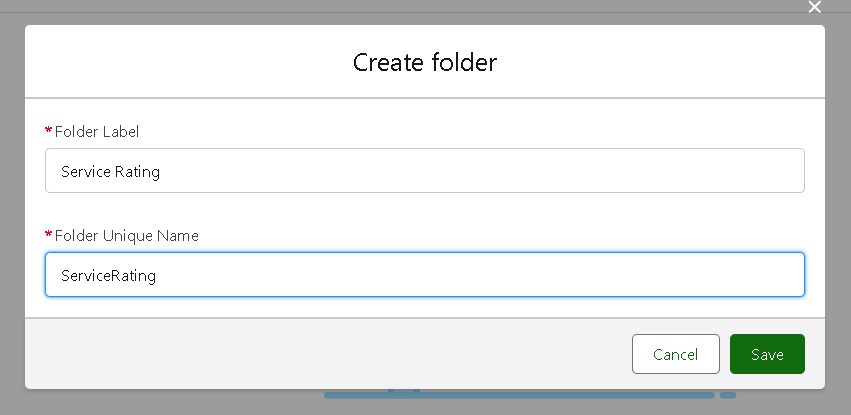 Create folder
*Folder Label
Service Rating
*Folder Unique Name
ServiceRating
Cancel
Save